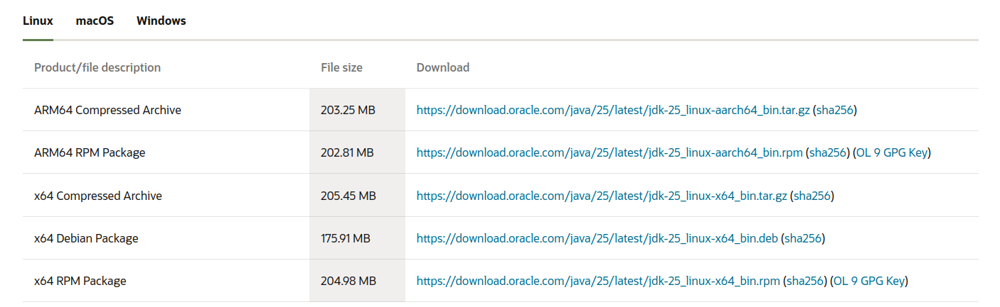 Linux macOS Windows
Product/file description File size Download
ARM64 Compressed Archive 203.25 MB https://download.oracle.com/java/25/latest/jdk-25_linux-aarch64_bin.tar.gz (sha256)
ARM64 RPM Package 202.81 MB https://download.oracle.com/java/25/latest/jdk-25_linux-aarch64_bin.rpm (sha256) (OL 9 GPG Key)
x64 Compressed Archive 205.45 MB https://download.oracle.com/java/25/latest/jdk-25_linux-x64_bin.tar.gz (sha256)
x64 Debian Package 175.91 MB https://download.oracle.com/java/25/latest/jdk-25_linux-x64_bin.deb (sha256)
x64 RPM Package 204.98 MB https://download.oracle.com/java/25/latest/jdk-25_linux-x64_bin.rpm (sha256) (OL 9 GPG Key)